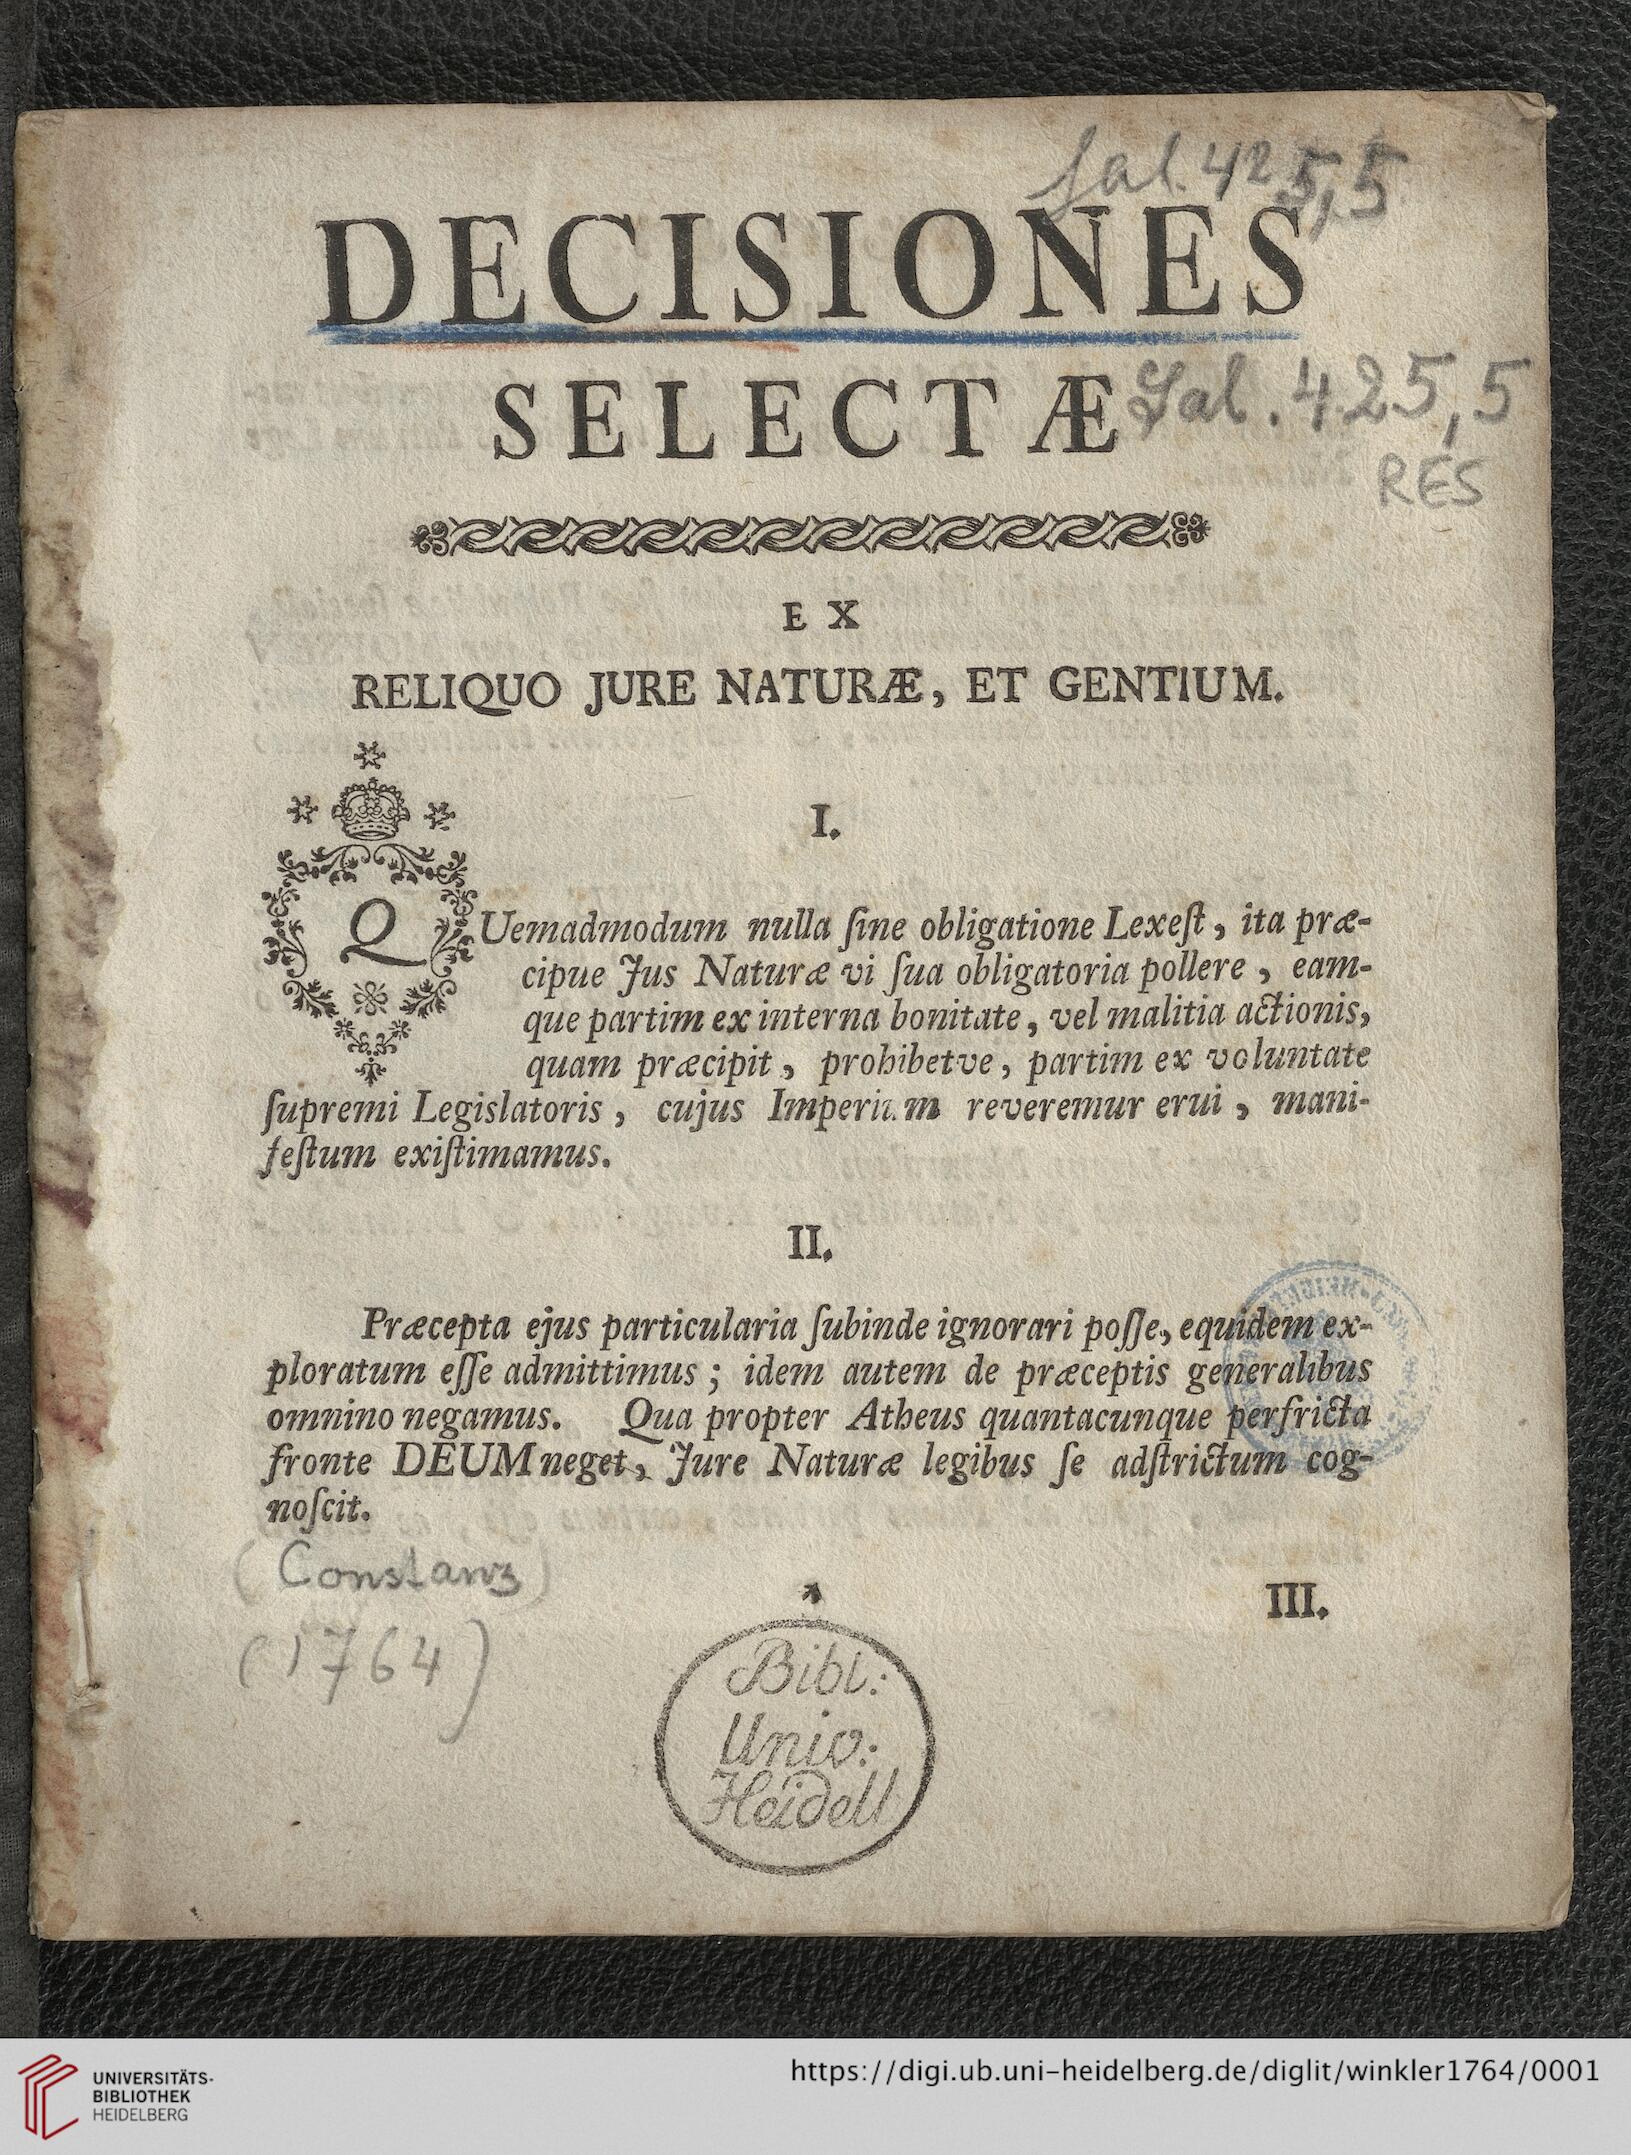 Sal. 425,5
DECISIONES
SELECTÆ
Sal. 425,5
RES
EX
RELIQUO JURE NATURÆ, ET GENTIUM.
I.
QUemadmodum nulla ſine obligatione Lexeſt, ita præ-
cipue Jus Naturæ vi ſua obligatoria pollere, eam-
que partim ex interna bonitate, vel malitia actionis,
quam præcipit, prohibetve, partim ex voluntate
ſupremi Legislatoris, cujus Imperium reveremur erui, mani-
feſtum exiſtimamus.
II.
Præcepta ejus particularia ſubinde ignorari poſſe, equidem ex-
ploratum eſſe admittimus; idem autem de præceptis generalibus
omnino negamus. Qua propter Atheus quantacunque perfricta
fronte DEUM neget, Jure Naturæ legibus ſe adſtrictum cog-
noſcit.
(Constanz)
(1764)
III.
Bibl:
Univ:
Heidell
UNIVERSITÄTS-
BIBLIOTHEK
HEIDELBERG
https://digi.ub.uni-heidelberg.de/diglit/winkler1764/0001